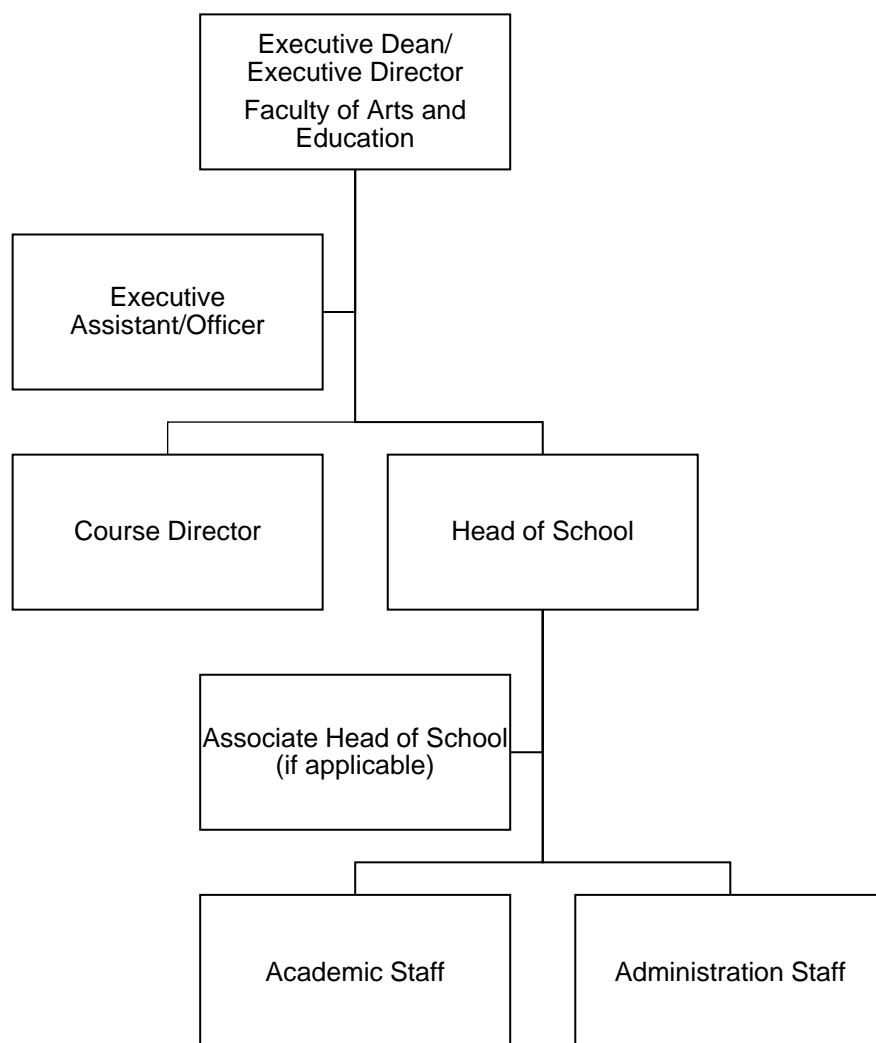 Executive Dean/
Executive Director
Faculty of Arts and
Education
Executive
Assistant/Officer
Course Director
Head of School
Associate Head of School
(if applicable)
Academic Staff
Administration Staff